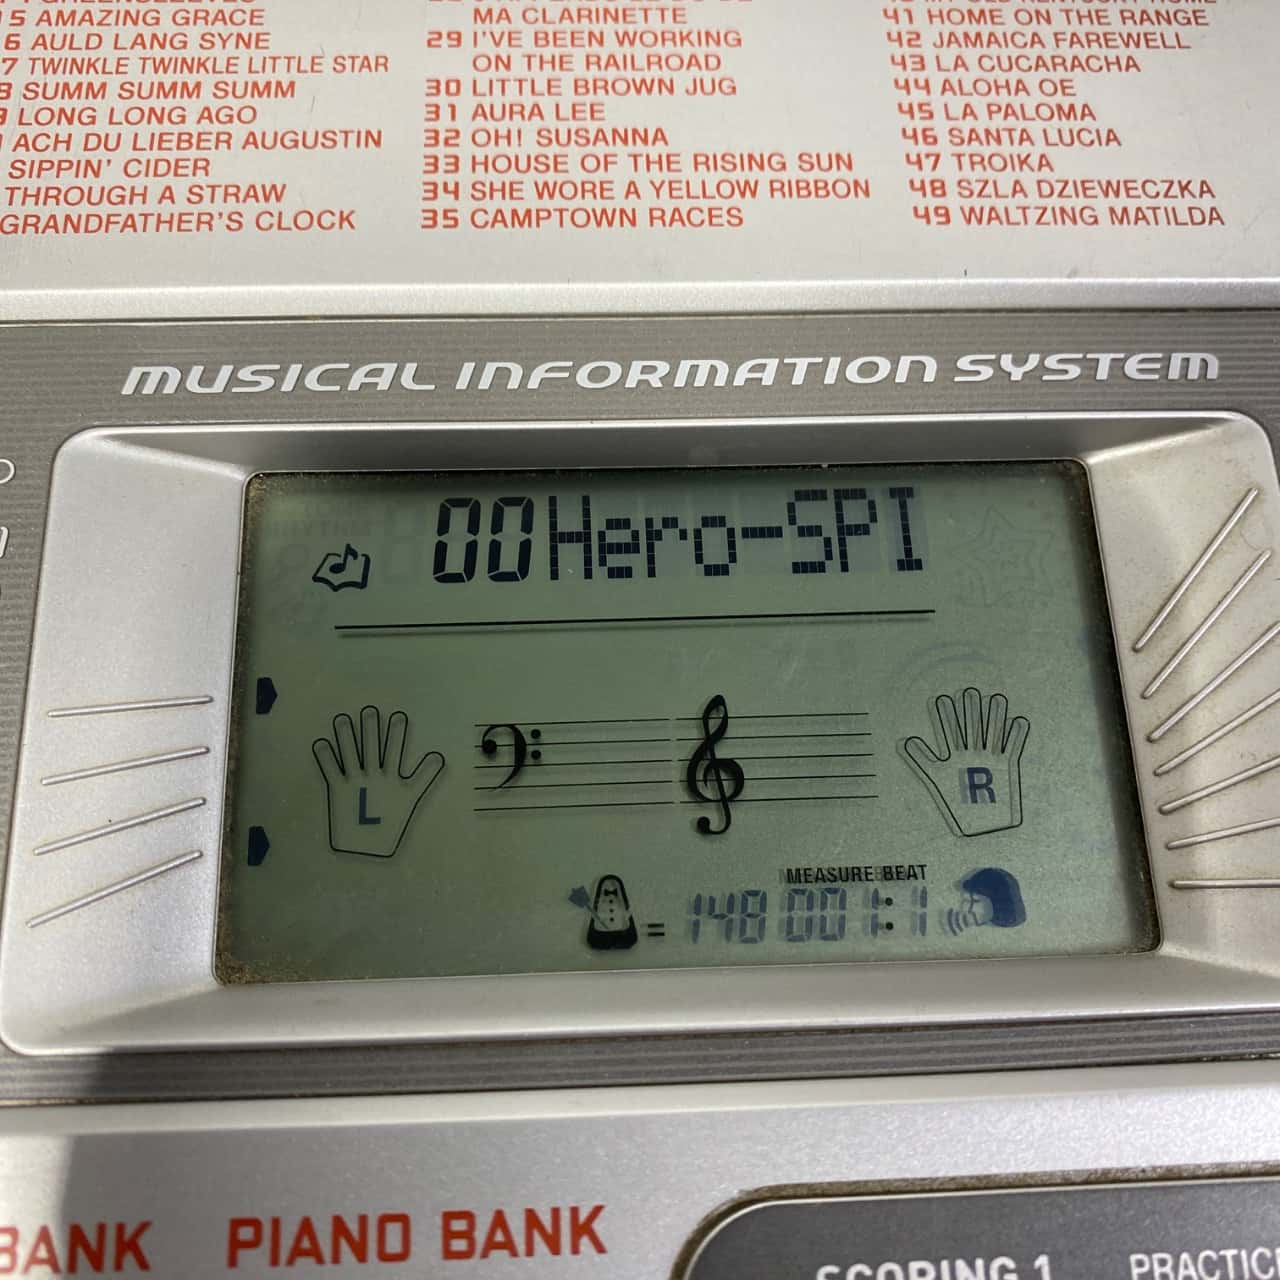 5 AMAZING GRACE
6 AULD LANG SYNE
7 TWINKLE TWINKLE LITTLE STAR
8 SUMM SUMM SUMM
9 LONG LONG AGO
ACH DU LIEBER AUGUSTIN
SIPPIN' CIDER
THROUGH A STRAW
GRANDFATHER'S CLOCK
MA CLARINETTE
29 I'VE BEEN WORKING
ON THE RAILROAD
30 LITTLE BROWN JUG
31 AURA LEE
32 OH! SUSANNA
33 HOUSE OF THE RISING SUN
34 SHE WORE A YELLOW RIBBON
35 CAMPTOWN RACES
41 HOME ON THE RANGE
42 JAMAICA FAREWELL
43 LA CUCARACHA
44 ALOHA OE
45 LA PALOMA
46 SANTA LUCIA
47 TROIKA
48 SZLA DZIEWECZKA
49 WALTZING MATILDA
MUSICAL INFORMATION SYSTEM
00Hero-SPI
L
R
MEASURE BEAT
= 148 001:1
BANK PIANO BANK
SCORING 1 PRACTIC